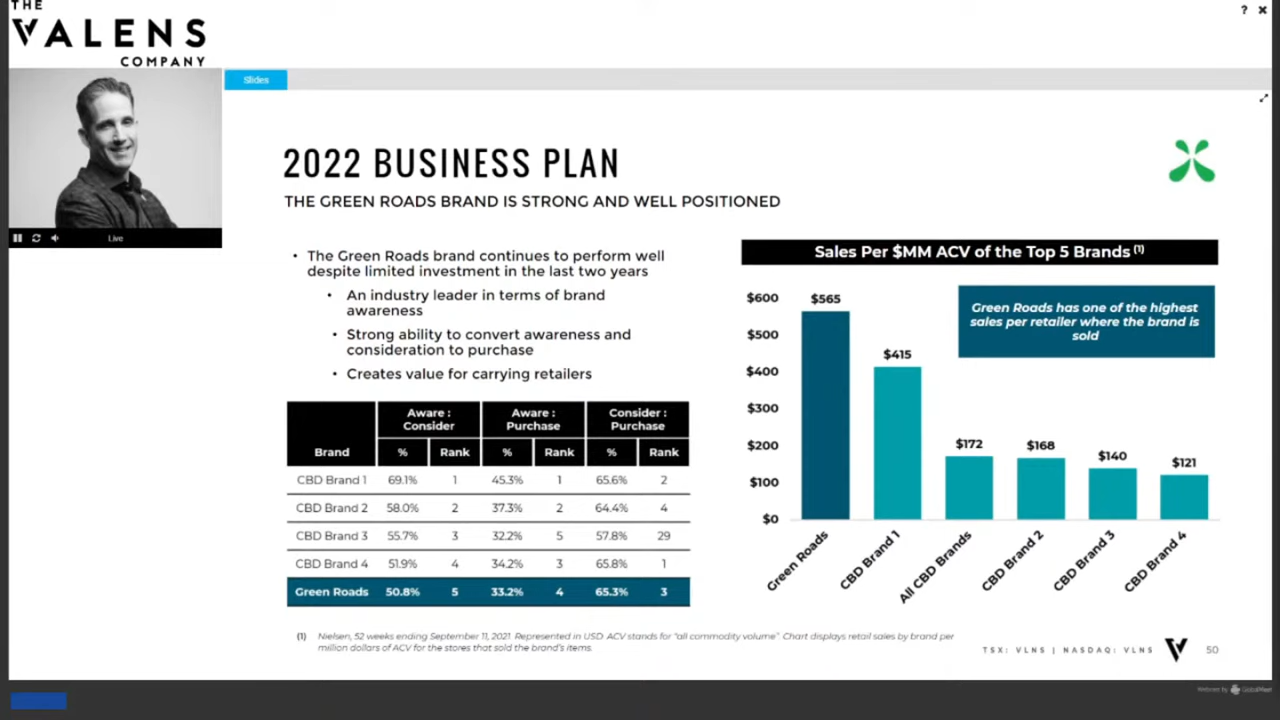 THE
VALENS
COMPANY
? ×
Slides
Live
2022 BUSINESS PLAN
THE GREEN ROADS BRAND IS STRONG AND WELL POSITIONED
• The Green Roads brand continues to perform well
despite limited investment in the last two years
• An industry leader in terms of brand
awareness
• Strong ability to convert awareness and
consideration to purchase
• Creates value for carrying retailers
Brand | Aware : Consider | Aware : Purchase | Consider : Purchase
% Rank % Rank % Rank
CBD Brand 1 69.1% 1 45.3% 1 65.6% 2
CBD Brand 2 58.0% 2 37.3% 2 64.4% 4
CBD Brand 3 55.7% 3 32.2% 5 57.8% 29
CBD Brand 4 51.9% 4 34.2% 3 65.8% 1
Green Roads 50.8% 5 33.2% 4 65.3% 3
Sales Per $MM ACV of the Top 5 Brands (1)
Green Roads has one of the highest
sales per retailer where the brand is
sold
$600
$500
$400
$300
$200
$100
$0
$565
$415
$172
$168
$140
$121
Green Roads
CBD Brand 1
All CBD Brands
CBD Brand 2
CBD Brand 3
CBD Brand 4
(1) Nielsen, 52 weeks ending September 11, 2021. Represented in USD. ACV stands for "all commodity volume". Chart displays retail sales by brand per
million dollars of ACV for the stores that sold the brand's items.
TSX: VLNS | NASDAQ: VLNS
50
Webcast by GlobalMeet